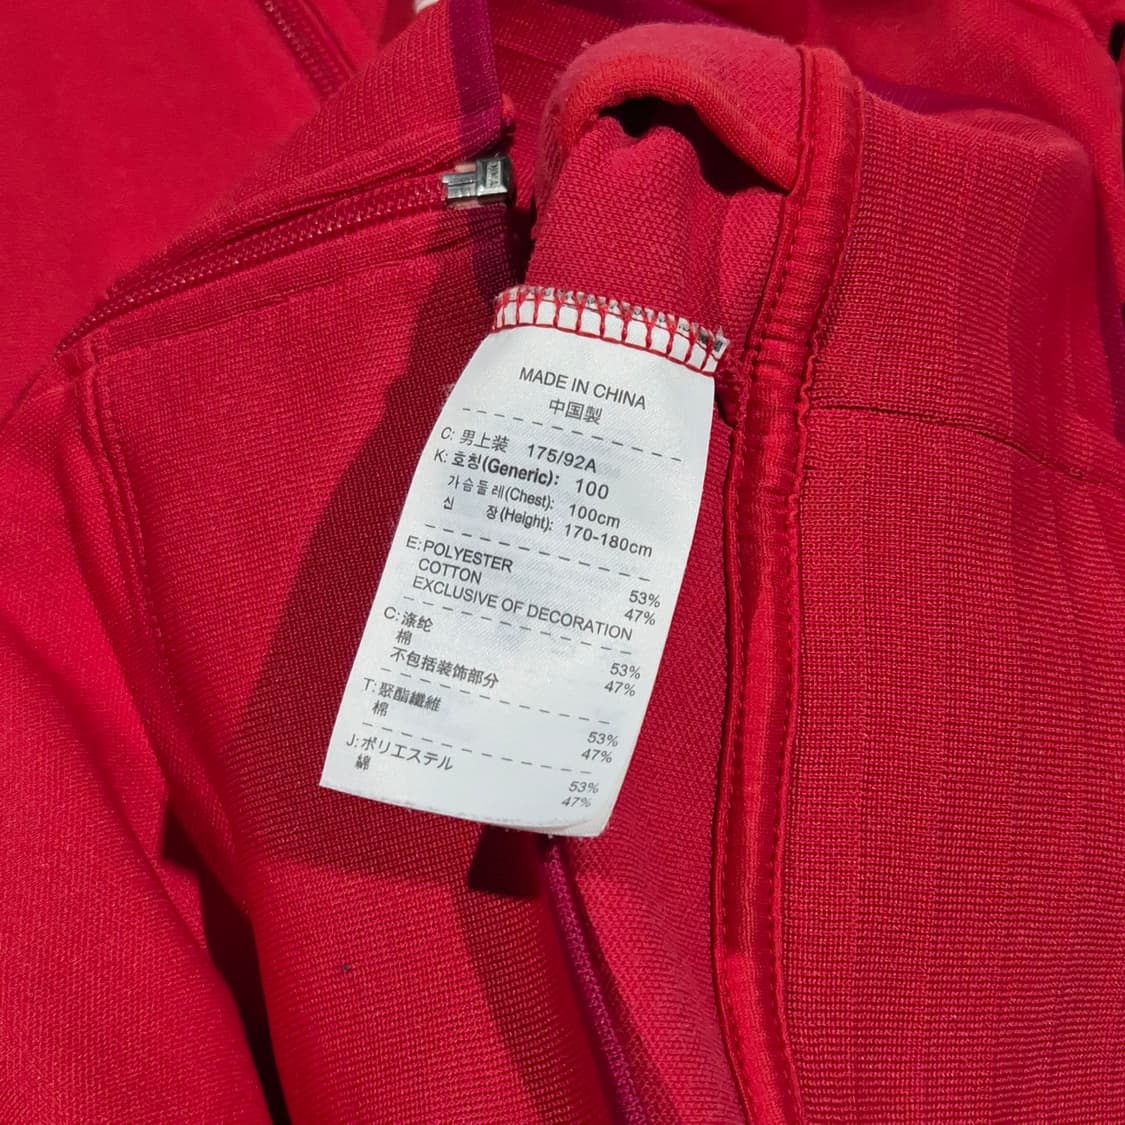 MADE IN CHINA
中国製
C: 男上装 175/92A
K: 호칭(Generic): 100
가슴둘레(Chest): 100cm
신 장(Height): 170-180cm
E: POLYESTER 53%
COTTON 47%
EXCLUSIVE OF DECORATION
C: 涤纶 53%
棉 47%
不包括装饰部分
T: 聚酯纖維 53%
棉 47%
J: ポリエステル 53%
綿 47%